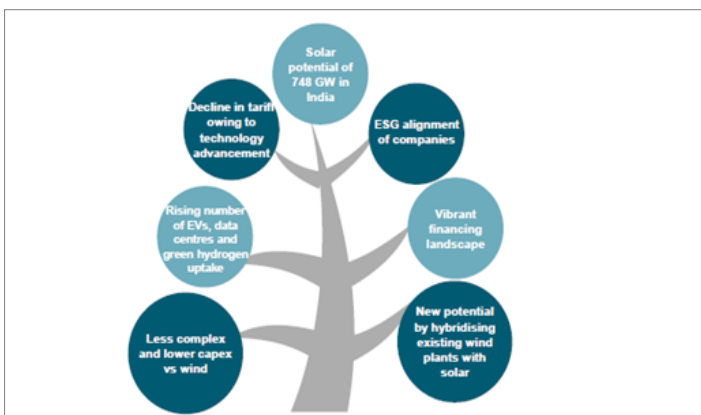 Solar
potential of
748 GW in
India
Decline in tariff
owing to
technology
advancement
ESG alignment
of companies
Rising number
of EVs, data
centres and
green hydrogen
uptake
Vibrant
financing
landscape
Less complex
and lower capex
vs wind
New potential
by hybridising
existing wind
plants with
solar